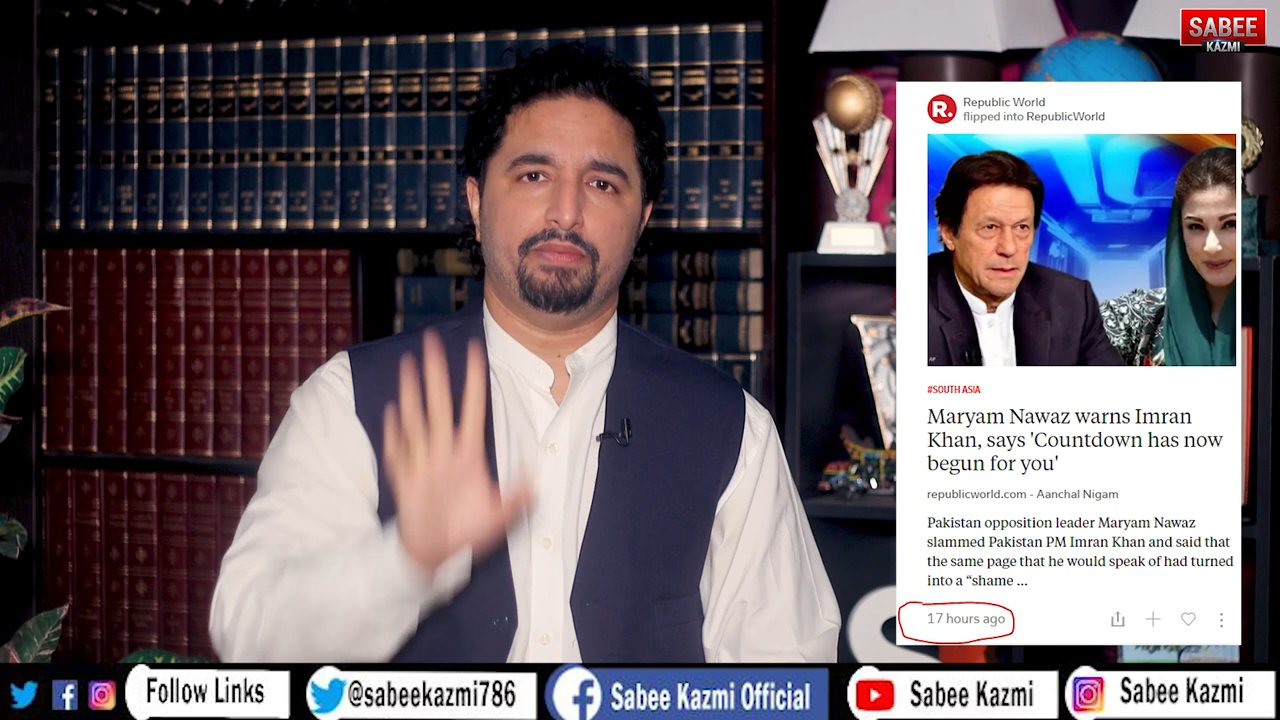 SABEE
KAZMI
R.
Republic World
flipped into RepublicWorld
AP
#SOUTH ASIA
Maryam Nawaz warns Imran
Khan, says 'Countdown has now
begun for you'
republicworld.com - Aanchal Nigam
Pakistan opposition leader Maryam Nawaz
slammed Pakistan PM Imran Khan and said that
the same page that he would speak of had turned
into a “shame ...
17 hours ago
Follow Links
@sabeekazmi786
Sabee Kazmi Official
Sabee Kazmi
Sabee Kazmi